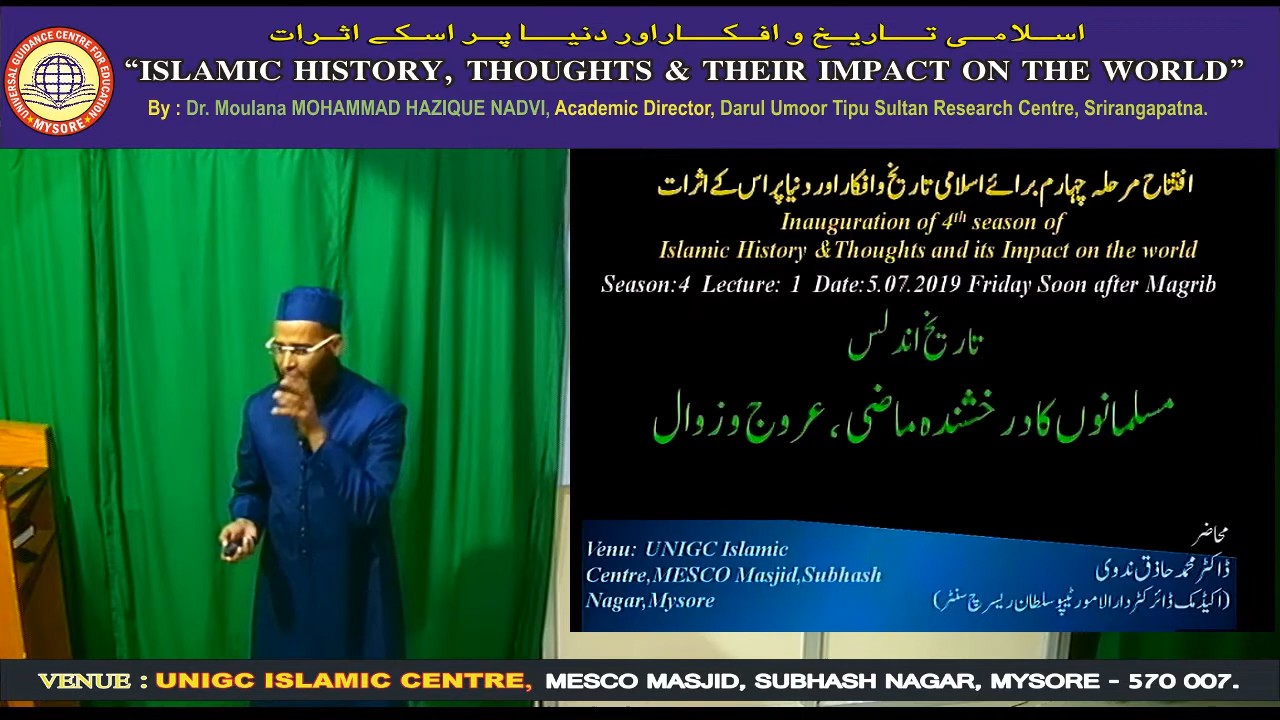 اسلامی تاریخ و افکار اور دنیا پر اسکے اثرات
“ISLAMIC HISTORY, THOUGHTS & THEIR IMPACT ON THE WORLD”
By : Dr. Moulana MOHAMMAD HAZIQUE NADVI, Academic Director, Darul Umoor Tipu Sultan Research Centre, Srirangapatna.
UNIVERSAL GUIDANCE CENTRE FOR EDUCATION
MYSORE
افتتاح مرحلہ چہارم برائے اسلامی تاریخ وافکار اور دنیا پر اس کے اثرات
Inauguration of 4th season of
Islamic History &Thoughts and its Impact on the world
Season:4 Lecture: 1 Date:5.07.2019 Friday Soon after Magrib
تاریخ اندلس
مسلمانوں کا درخشندہ ماضی، عروج و زوال
Venu: UNIGC Islamic
Centre,MESCO Masjid,Subhash
Nagar,Mysore
محاضر
ڈاکٹر محمد حاذق ندوی
(اکیڈمک ڈائرکٹر دارالامور ٹیپو سلطان ریسرچ سنٹر)
VENUE : UNIGC ISLAMIC CENTRE, MESCO MASJID, SUBHASH NAGAR, MYSORE - 570 007.